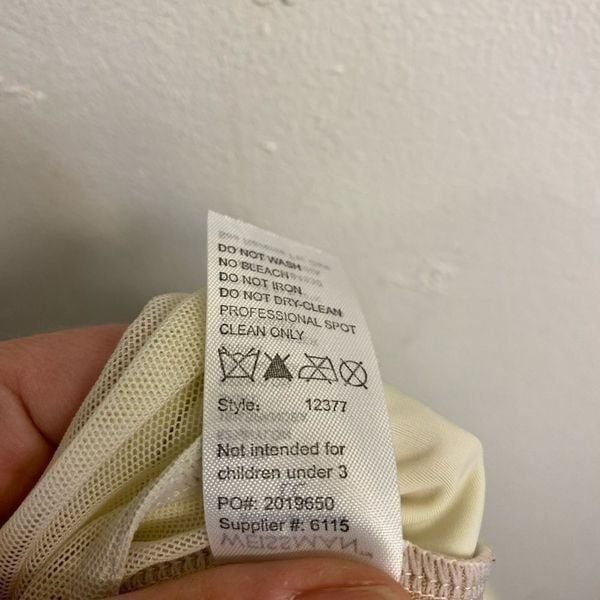 DO NOT WASH
NO BLEACH
DO NOT IRON
DO NOT DRY-CLEAN
PROFESSIONAL SPOT
CLEAN ONLY
Style: 12377
Not intended for
children under 3
PO#: 2019650
Supplier #: 6115
WEISSMAN™